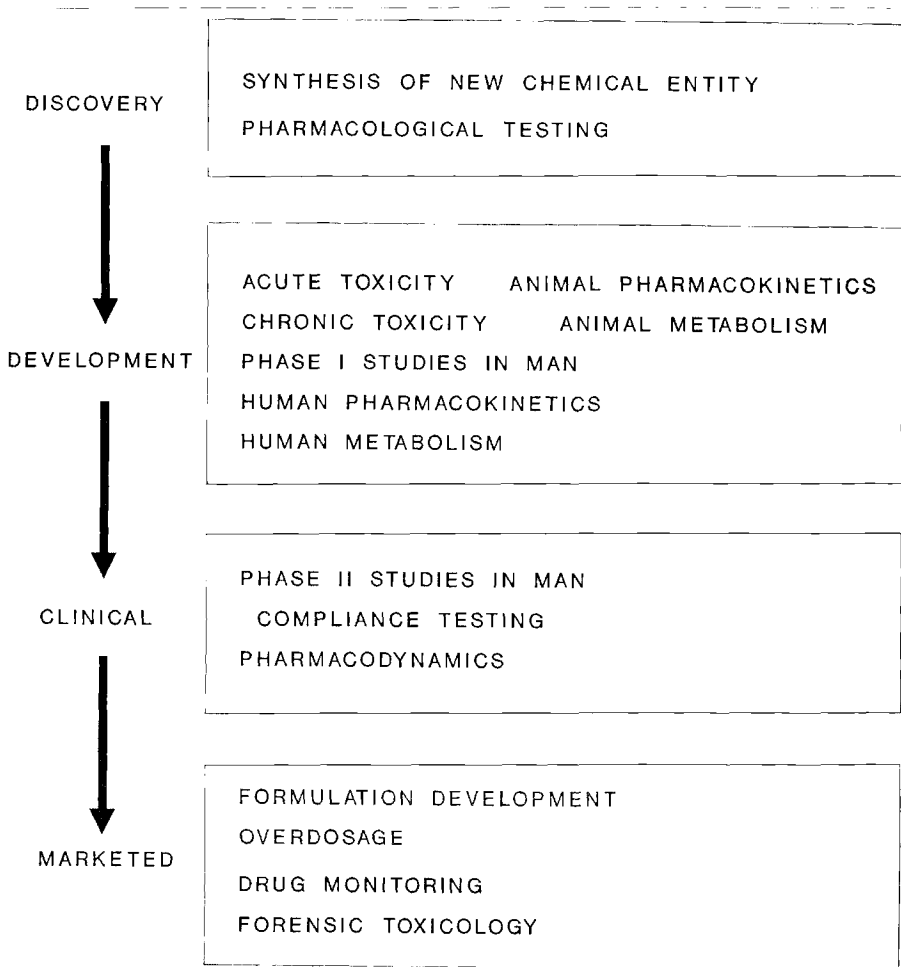 DISCOVERY
SYNTHESIS OF NEW CHEMICAL ENTITY
PHARMACOLOGICAL TESTING
DEVELOPMENT
ACUTE TOXICITY ANIMAL PHARMACOKINETICS
CHRONIC TOXICITY ANIMAL METABOLISM
PHASE I STUDIES IN MAN
HUMAN PHARMACOKINETICS
HUMAN METABOLISM
CLINICAL
PHASE II STUDIES IN MAN
COMPLIANCE TESTING
PHARMACODYNAMICS
MARKETED
FORMULATION DEVELOPMENT
OVERDOSAGE
DRUG MONITORING
FORENSIC TOXICOLOGY